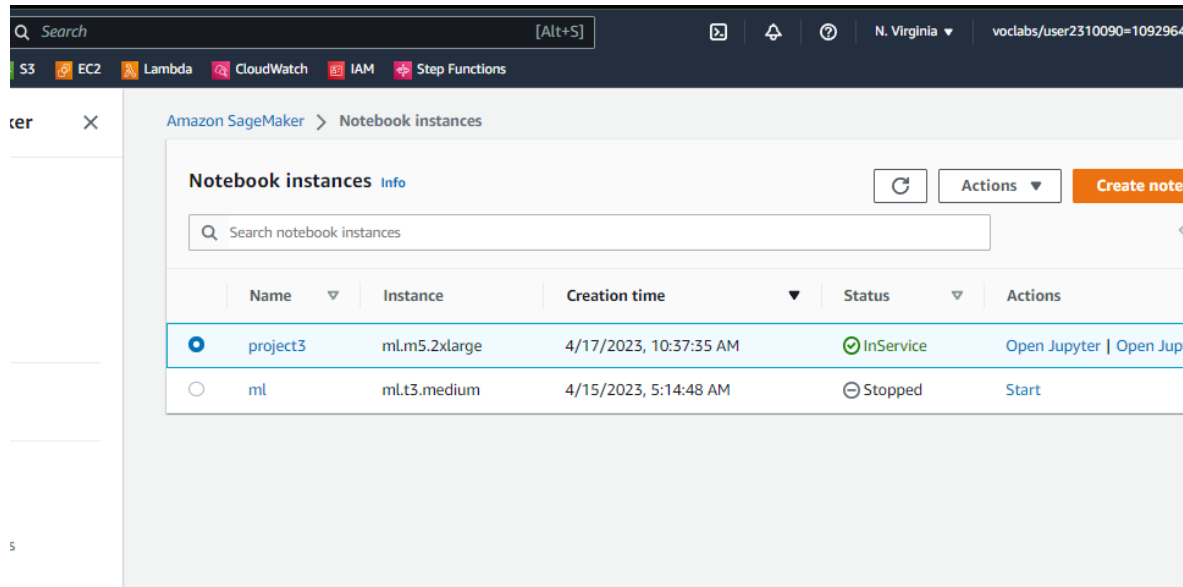 Search [Alt+S] N. Virginia voclabs/user2310090=1092964
S3 EC2 Lambda CloudWatch IAM Step Functions
ker
Amazon SageMaker > Notebook instances
Notebook instances Info
Actions Create note
Search notebook instances
Name Instance Creation time Status Actions
project3 ml.m5.2xlarge 4/17/2023, 10:37:35 AM InService Open Jupyter | Open Jup
ml ml.t3.medium 4/15/2023, 5:14:48 AM Stopped Start
s